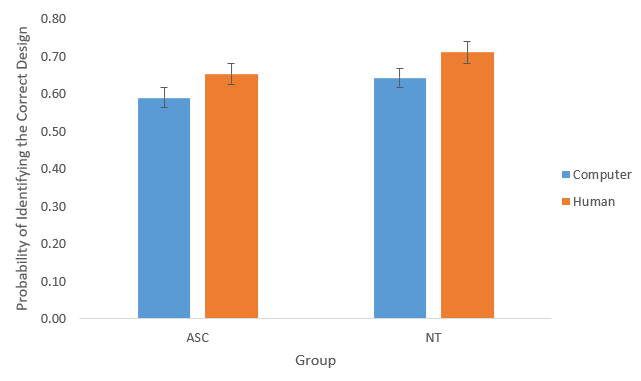 Probability of Identifying the Correct Design
0.80
0.70
0.60
0.50
0.40
0.30
0.20
0.10
0.00
ASC
NT
Group
Computer
Human